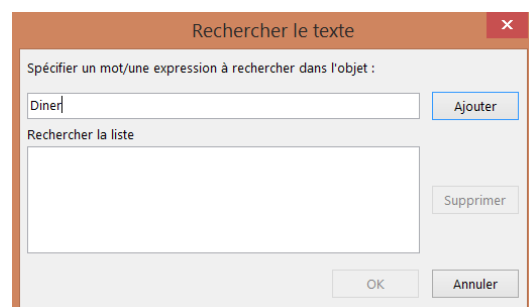 Rechercher le texte
x
Spécifier un mot/une expression à rechercher dans l'objet :
Diner
Ajouter
Rechercher la liste
Supprimer
OK
Annuler